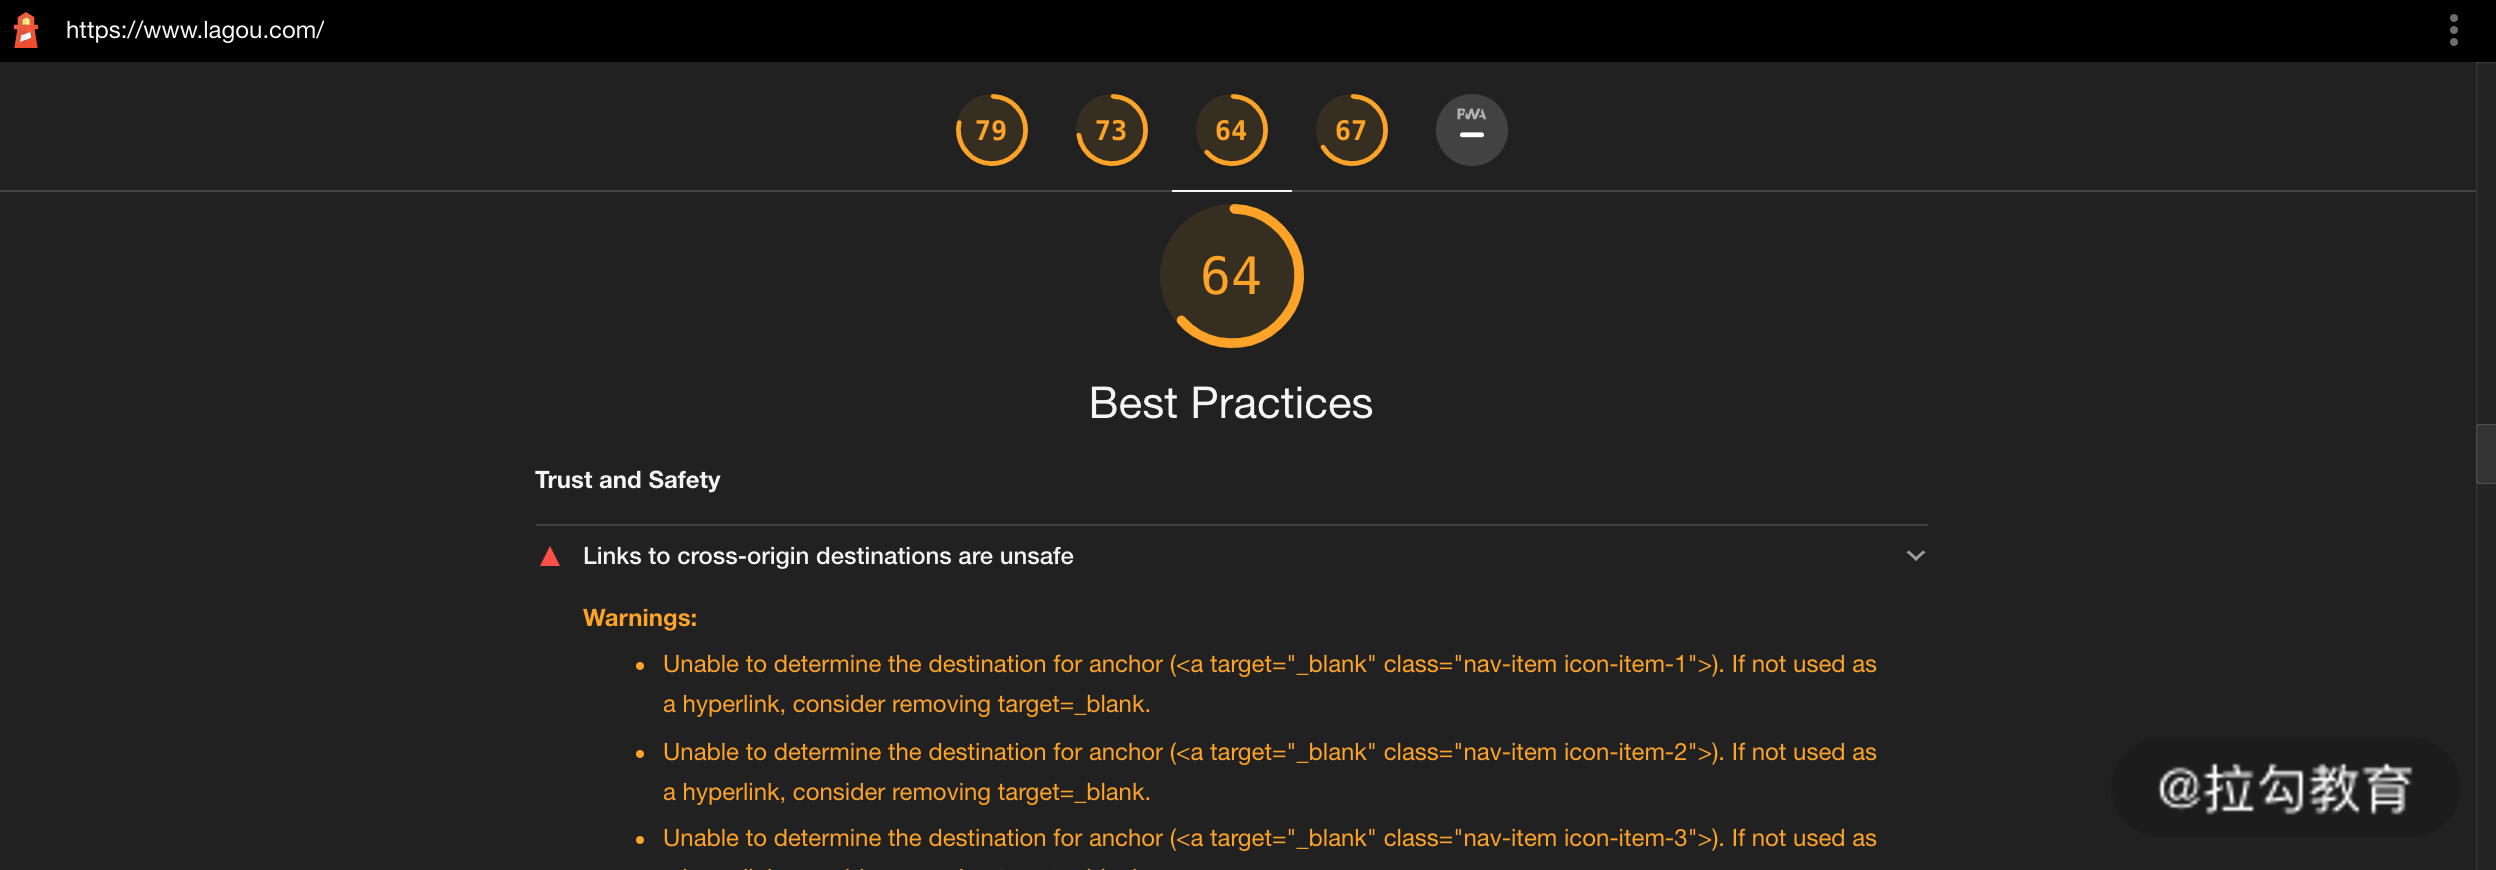 https://www.lagou.com/
79 73 64 67 PWA
64
Best Practices
Trust and Safety
Links to cross-origin destinations are unsafe
Warnings:
Unable to determine the destination for anchor (<a target="_blank" class="nav-item icon-item-1">). If not used as
a hyperlink, consider removing target=_blank.
Unable to determine the destination for anchor (<a target="_blank" class="nav-item icon-item-2">). If not used as
a hyperlink, consider removing target=_blank.
Unable to determine the destination for anchor (<a target="_blank" class="nav-item icon-item-3">). If not used as
@拉勾教育